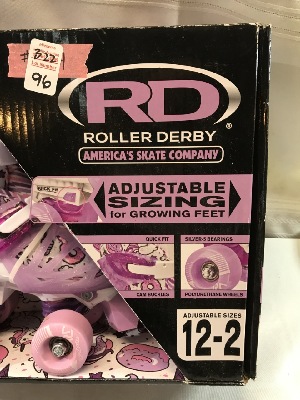 322
96
RD
ROLLER DERBY®
AMERICA'S SKATE COMPANY
ADJUSTABLE
SIZING
for GROWING FEET
QUICK FIT
SILVER-5 BEARINGS
CAM BUCKLES
POLYURETHANE WHEELS
ADJUSTABLE SIZES
12-2